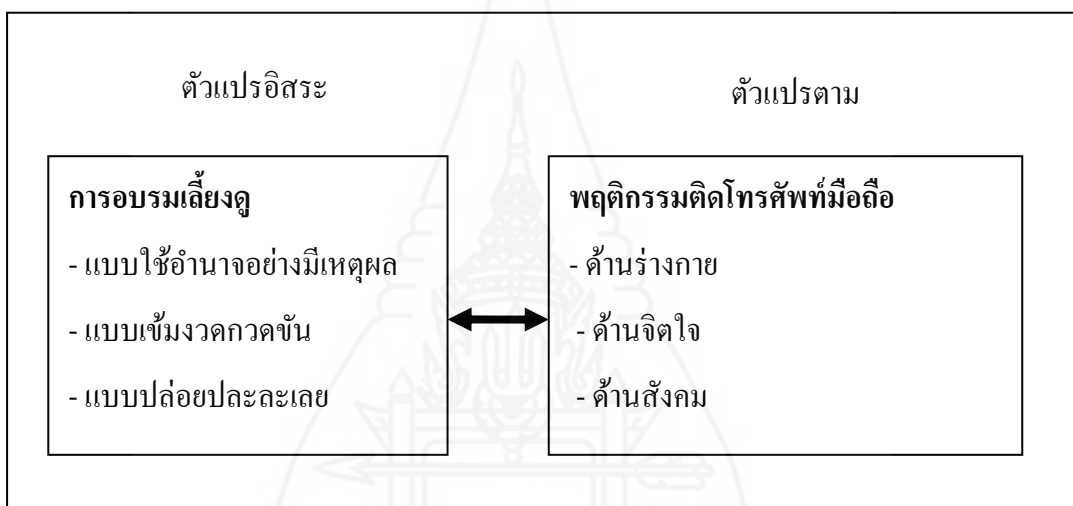 ตัวแปรอิสระ
ตัวแปรตาม
การอบรมเลี้ยงดู
- แบบใช้อำนาจอย่างมีเหตุผล
- แบบเข้มงวดกวดขัน
- แบบปล่อยปละละเลย
พฤติกรรมติดโทรศัพท์มือถือ
- ด้านร่างกาย
- ด้านจิตใจ
- ด้านสังคม